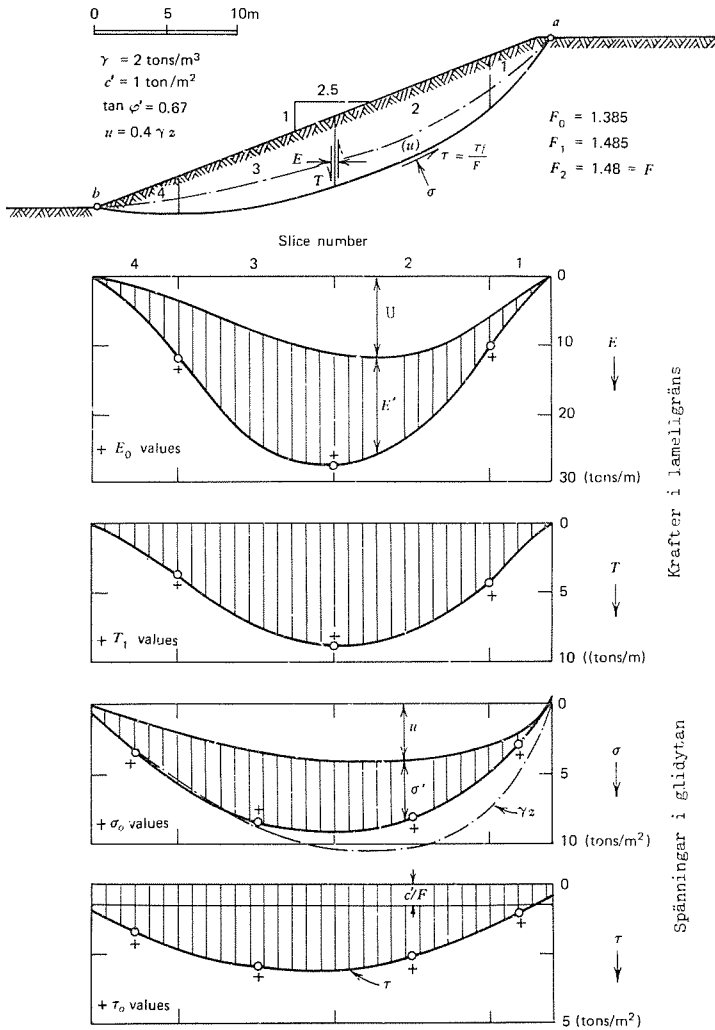 0 5 10m
a
γ = 2 tons/m³
c' = 1 ton/m²
tan φ' = 0.67
u = 0.4 γ z
2.5
1
1
2
3
4
E
T
(u)
τ = τf/F
σ
b
F₀ = 1.385
F₁ = 1.485
F₂ = 1.48 = F
Slice number
4 3 2 1
0
10
20
30 (tons/m)
U
E'
E
+ E₀ values
0
5
10 ((tons/m)
T
+ T₁ values
Krafter i lamellgräns
0
5
10 (tons/m²)
u
σ'
γz
σ
+ σ₀ values
0
5 (tons/m²)
c'/F
τ
τ
+ τ₀ values
Spänningar i glidytan